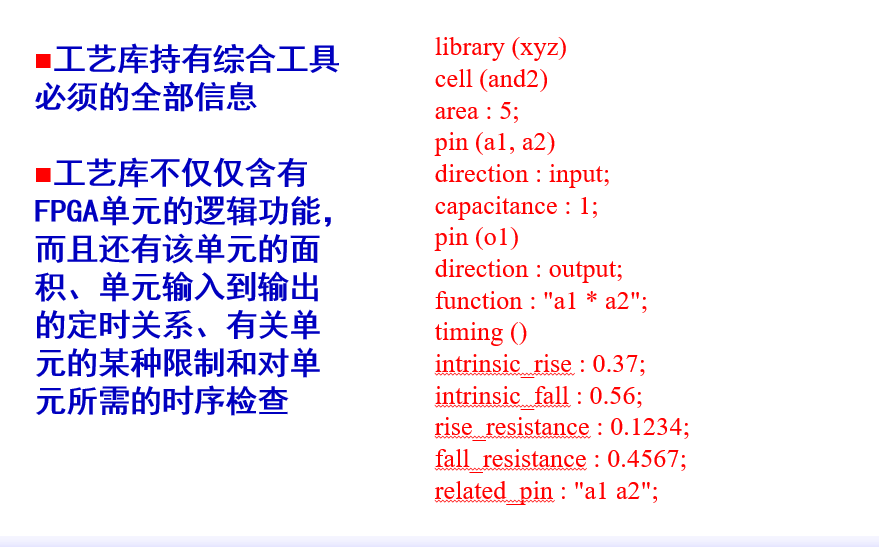 ■工艺库持有综合工具
必须的全部信息
■工艺库不仅仅含有
FPGA单元的逻辑功能，
而且还有该单元的面
积、单元输入到输出
的定时关系、有关单
元的某种限制和对单
元所需的时序检查
library (xyz)
cell (and2)
area : 5;
pin (a1, a2)
direction : input;
capacitance : 1;
pin (o1)
direction : output;
function : "a1 * a2";
timing ()
intrinsic_rise : 0.37;
intrinsic_fall : 0.56;
rise_resistance : 0.1234;
fall_resistance : 0.4567;
related_pin : "a1 a2";